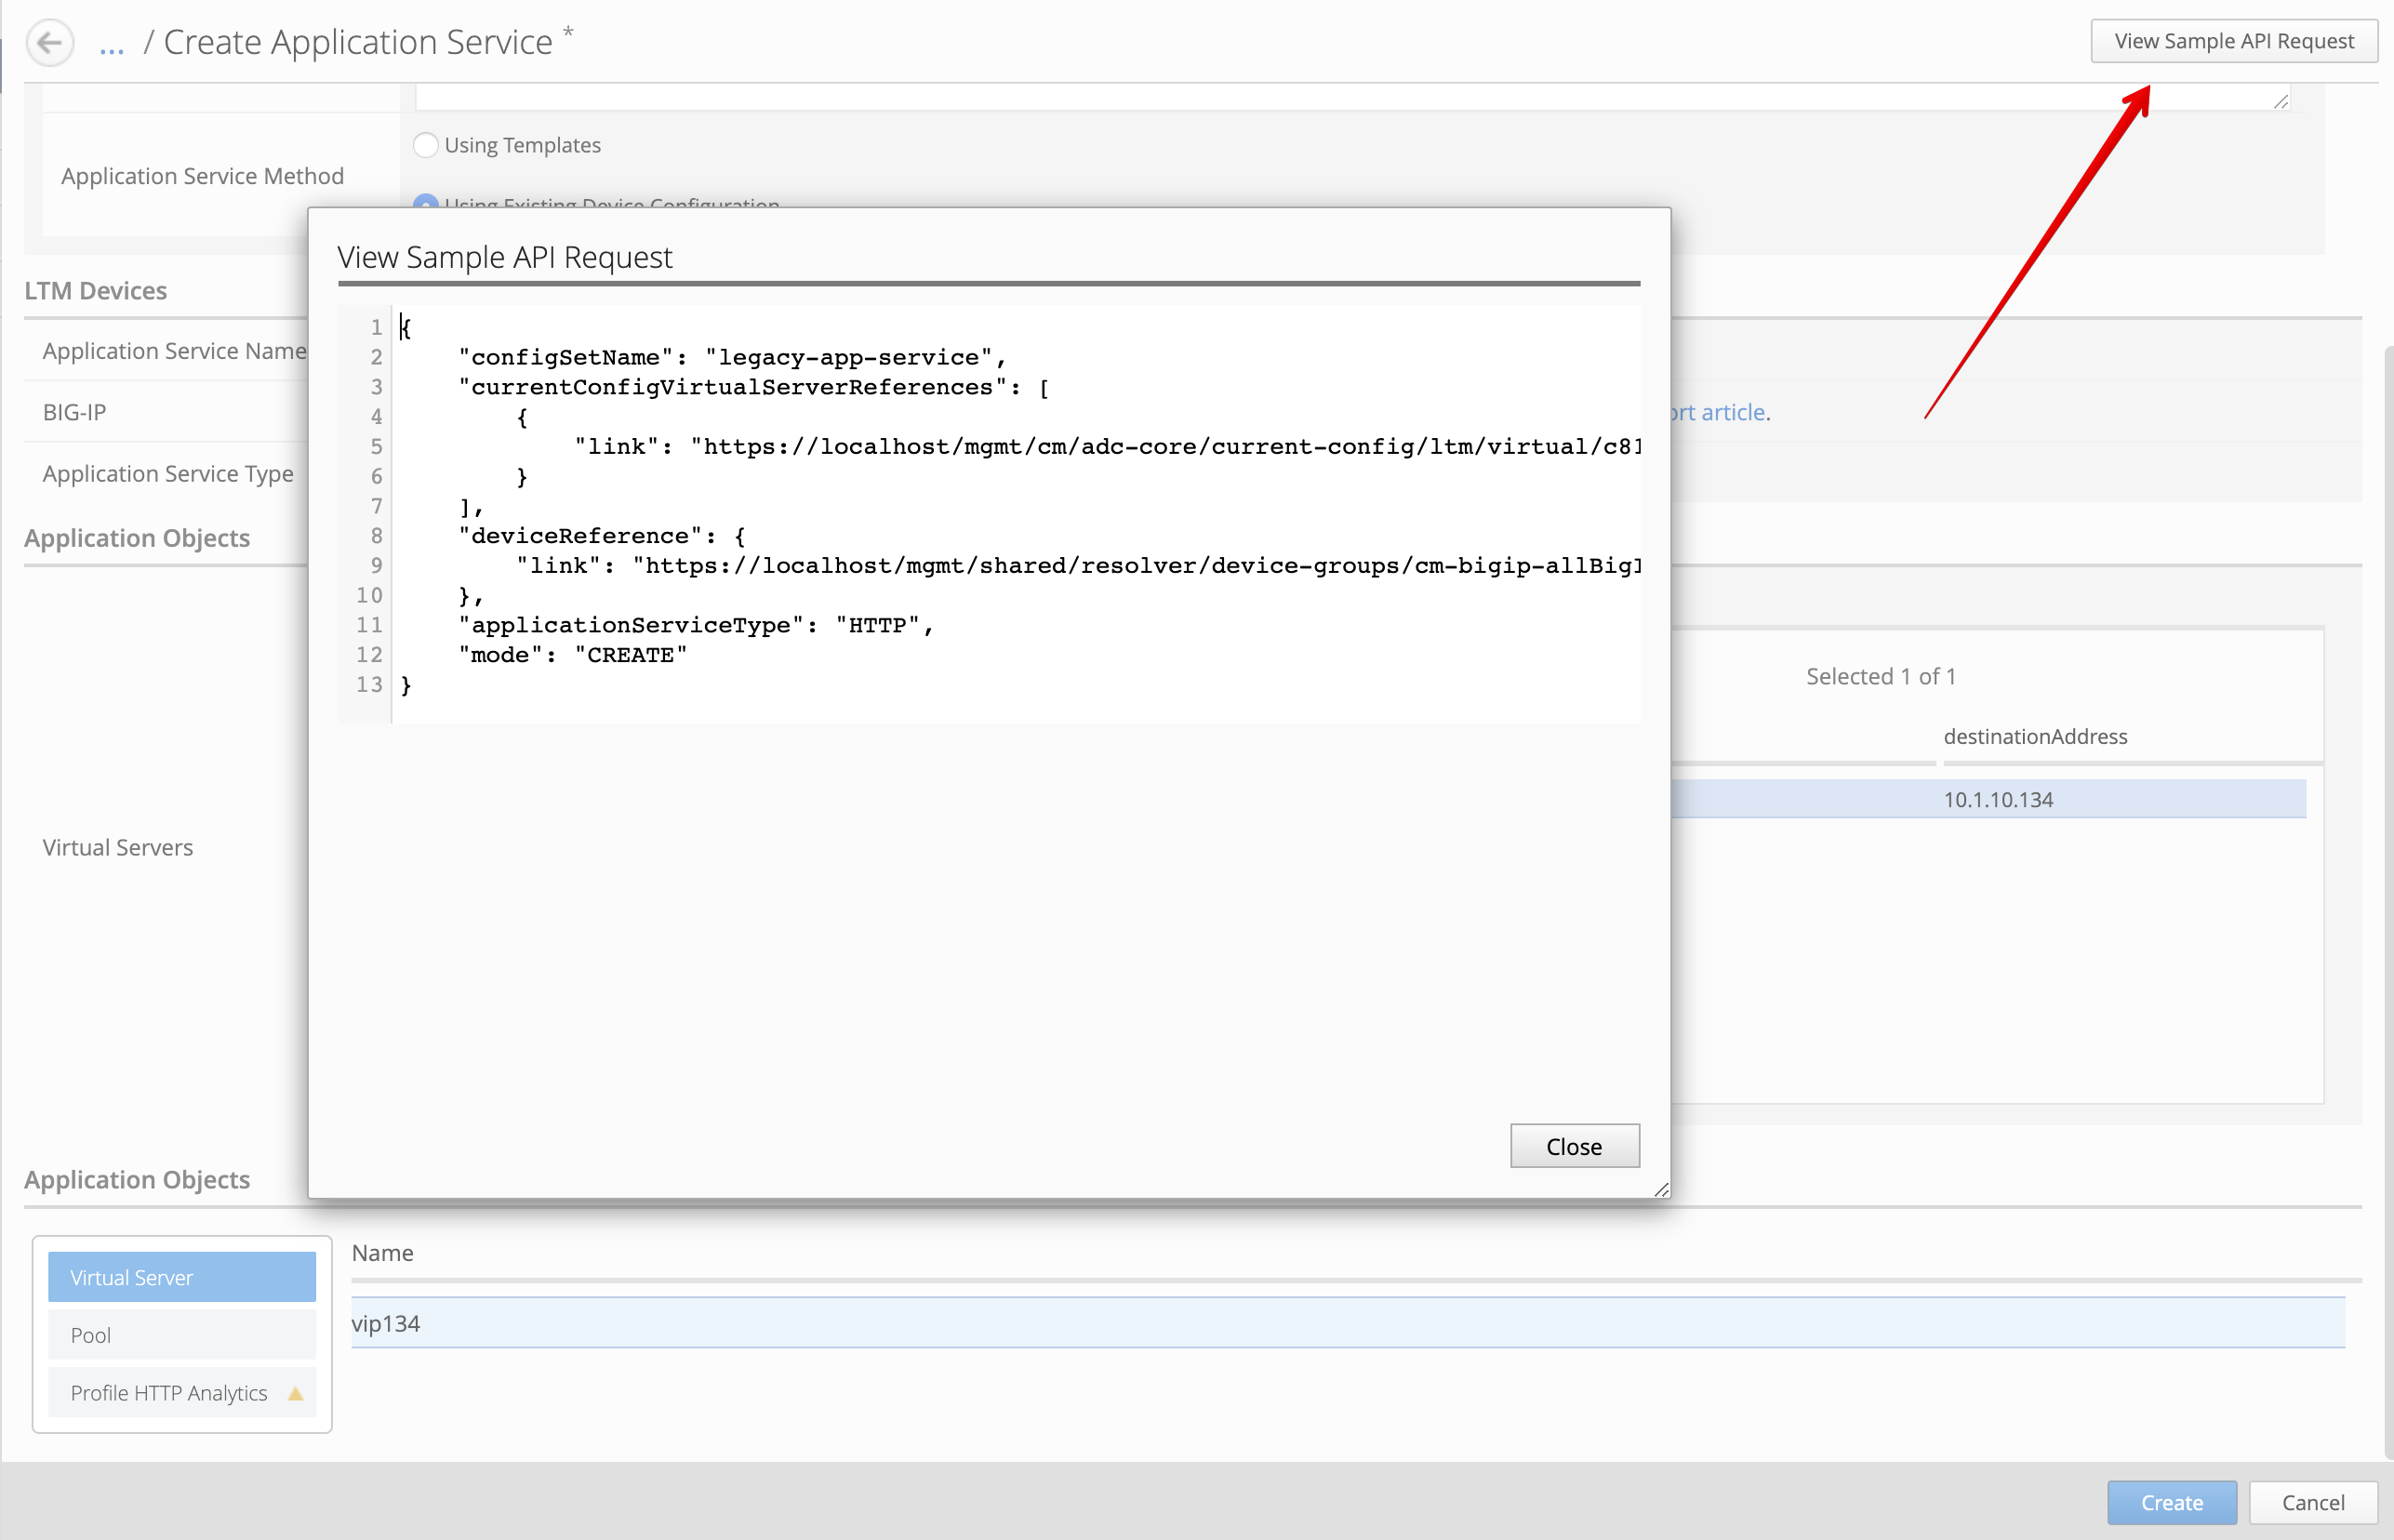 ... / Create Application Service *
View Sample API Request
Using Templates
Application Service Method
Using Existing Device Configuration
View Sample API Request
LTM Devices
Application Service Name
BIG-IP
article.
Application Service Type
Application Objects
1 {
2 "configSetName": "legacy-app-service",
3 "currentConfigVirtualServerReferences": [
4 {
5 "link": "https://localhost/mgmt/cm/adc-core/current-config/ltm/virtual/c81
6 }
7 ],
8 "deviceReference": {
9 "link": "https://localhost/mgmt/shared/resolver/device-groups/cm-bigip-allBigI
10 },
11 "applicationServiceType": "HTTP",
12 "mode": "CREATE"
13 }
Selected 1 of 1
destinationAddress
10.1.10.134
Virtual Servers
Close
Application Objects
Name
Virtual Server
vip134
Pool
Profile HTTP Analytics
Create
Cancel